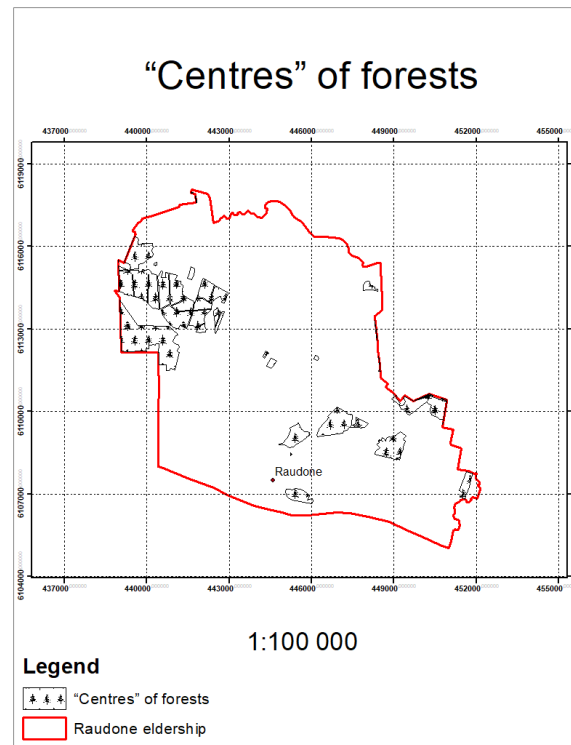 “Centres” of forests
437000 440000 443000 446000 449000 452000 455000
6119000
6116000
6113000
6110000
6107000
6104000
Raudone
437000 440000 443000 446000 449000 452000 455000
1:100 000
Legend
“Centres” of forests
Raudone eldership